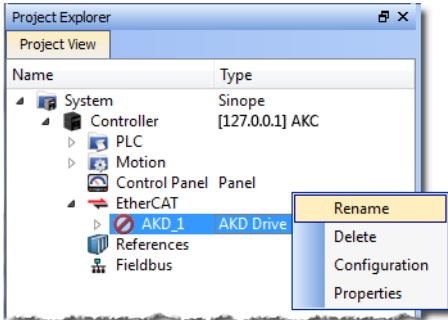 Project Explorer
Project View
Name Type
System Sinope
Controller [127.0.0.1] AKC
PLC
Motion
Control Panel Panel
EtherCAT
AKD_1 AKD Drive
References
Fieldbus
Rename
Delete
Configuration
Properties